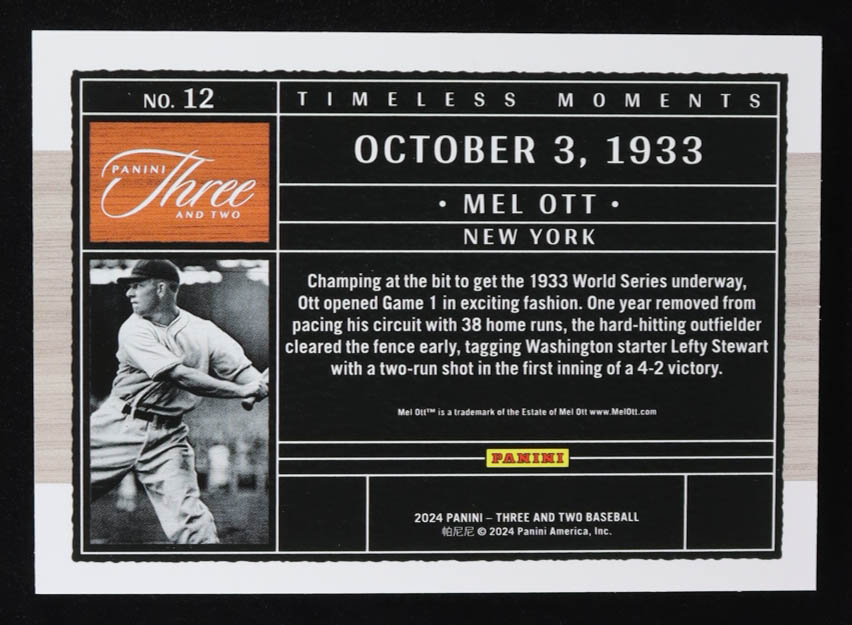 NO. 12
TIMELESS MOMENTS
PANINI
Three
AND TWO
OCTOBER 3, 1933
• MEL OTT •
NEW YORK
Champing at the bit to get the 1933 World Series underway,
Ott opened Game 1 in exciting fashion. One year removed from
pacing his circuit with 38 home runs, the hard-hitting outfielder
cleared the fence early, tagging Washington starter Lefty Stewart
with a two-run shot in the first inning of a 4-2 victory.
Mel Ott™ is a trademark of the Estate of Mel Ott www.MelOtt.com
PANINI
2024 PANINI – THREE AND TWO BASEBALL
帕尼尼 © 2024 Panini America, Inc.